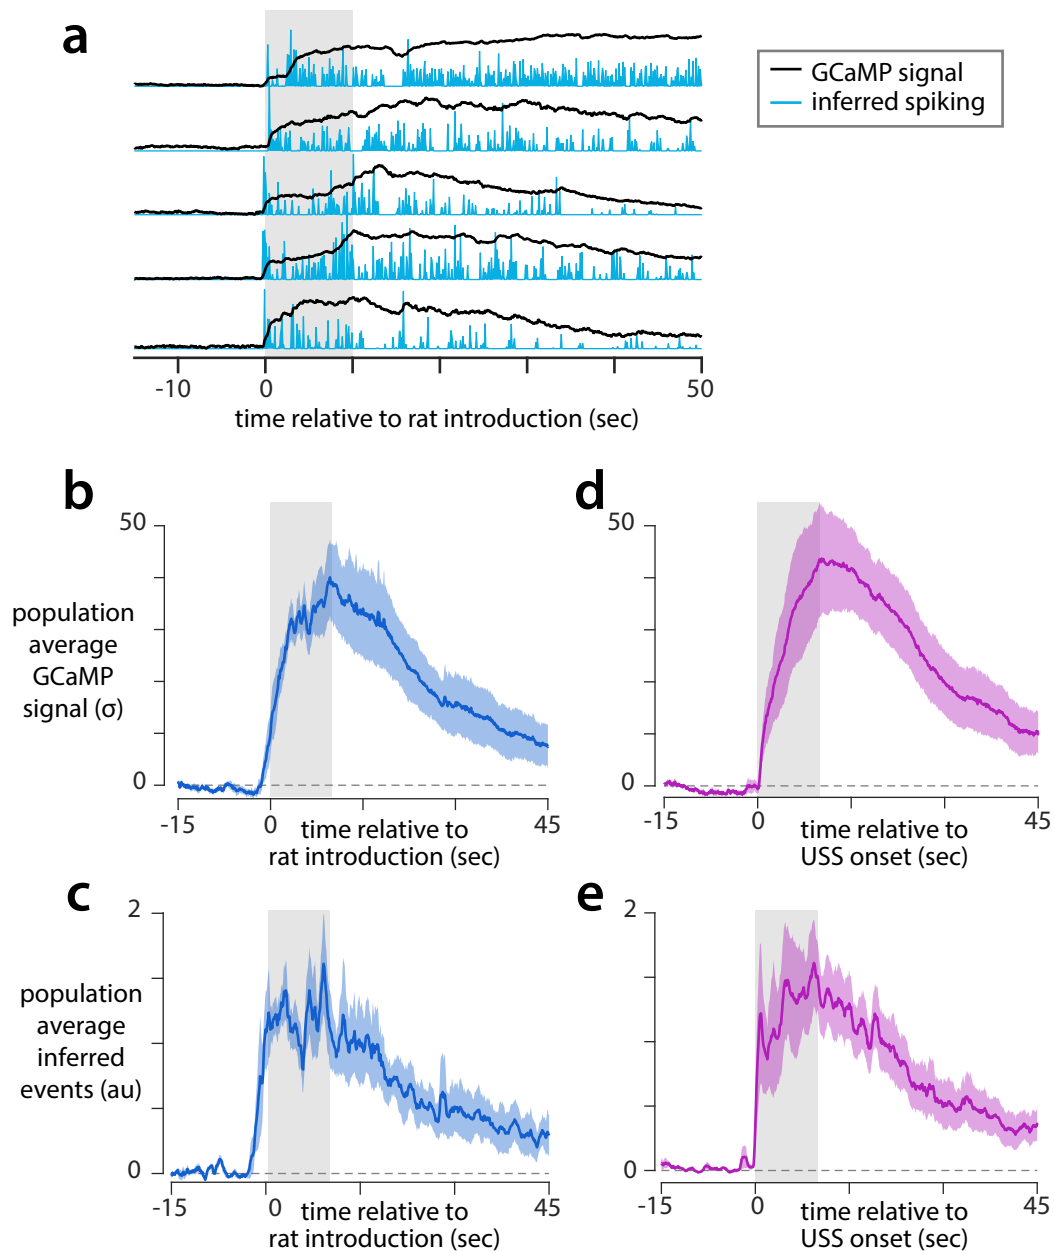 a
GCaMP signal
inferred spiking
-10
0
50
time relative to rat introduction (sec)
b
50
0
population
average
GCaMP
signal (σ)
-15
0
45
time relative to
rat introduction (sec)
d
50
0
-15
0
45
time relative to
USS onset (sec)
c
2
0
population
average
inferred
events (au)
-15
0
45
time relative to
rat introduction (sec)
e
2
0
-15
0
45
time relative to
USS onset (sec)